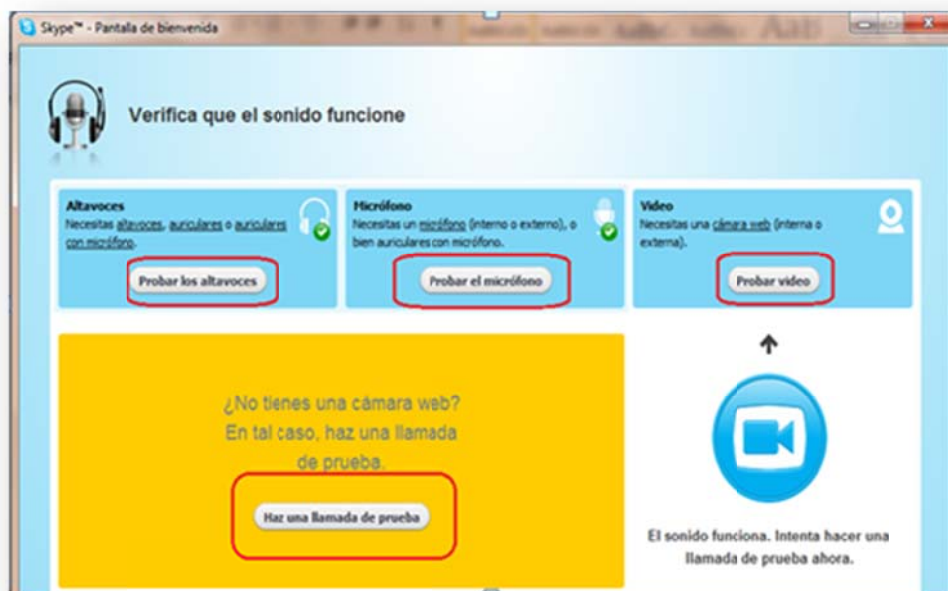 Skype™ - Pantalla de bienvenida
Verifica que el sonido funcione
Altavoces
Necesitas altavoces, auriculares o auriculares
con micrófono.
Probar los altavoces
Micrófono
Necesitas un micrófono (interno o externo), o
bien auriculares con micrófono.
Probar el micrófono
Video
Necesitas una cámara web (interna o
externa).
Probar video
¿No tienes una cámara web?
En tal caso, haz una llamada
de prueba.
Haz una llamada de prueba
El sonido funciona. Intenta hacer una
llamada de prueba ahora.